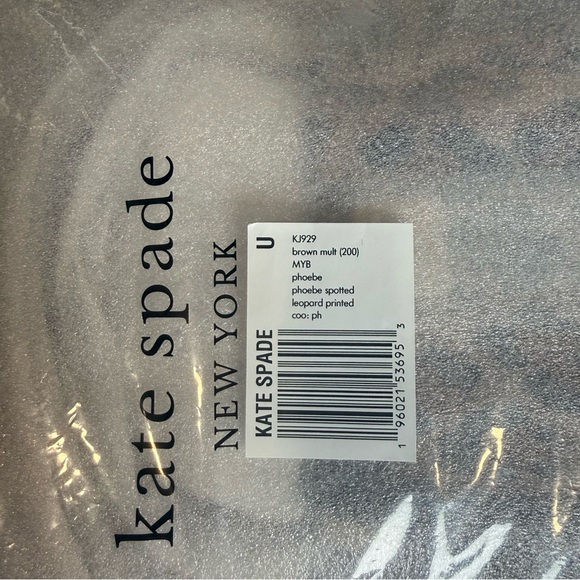 kate spade
NEW YORK
KATE SPADE U
KJ929
brown mult (200)
MYB
phoebe
phoebe spotted
leopard printed
coo: ph
1 96021 53695 3